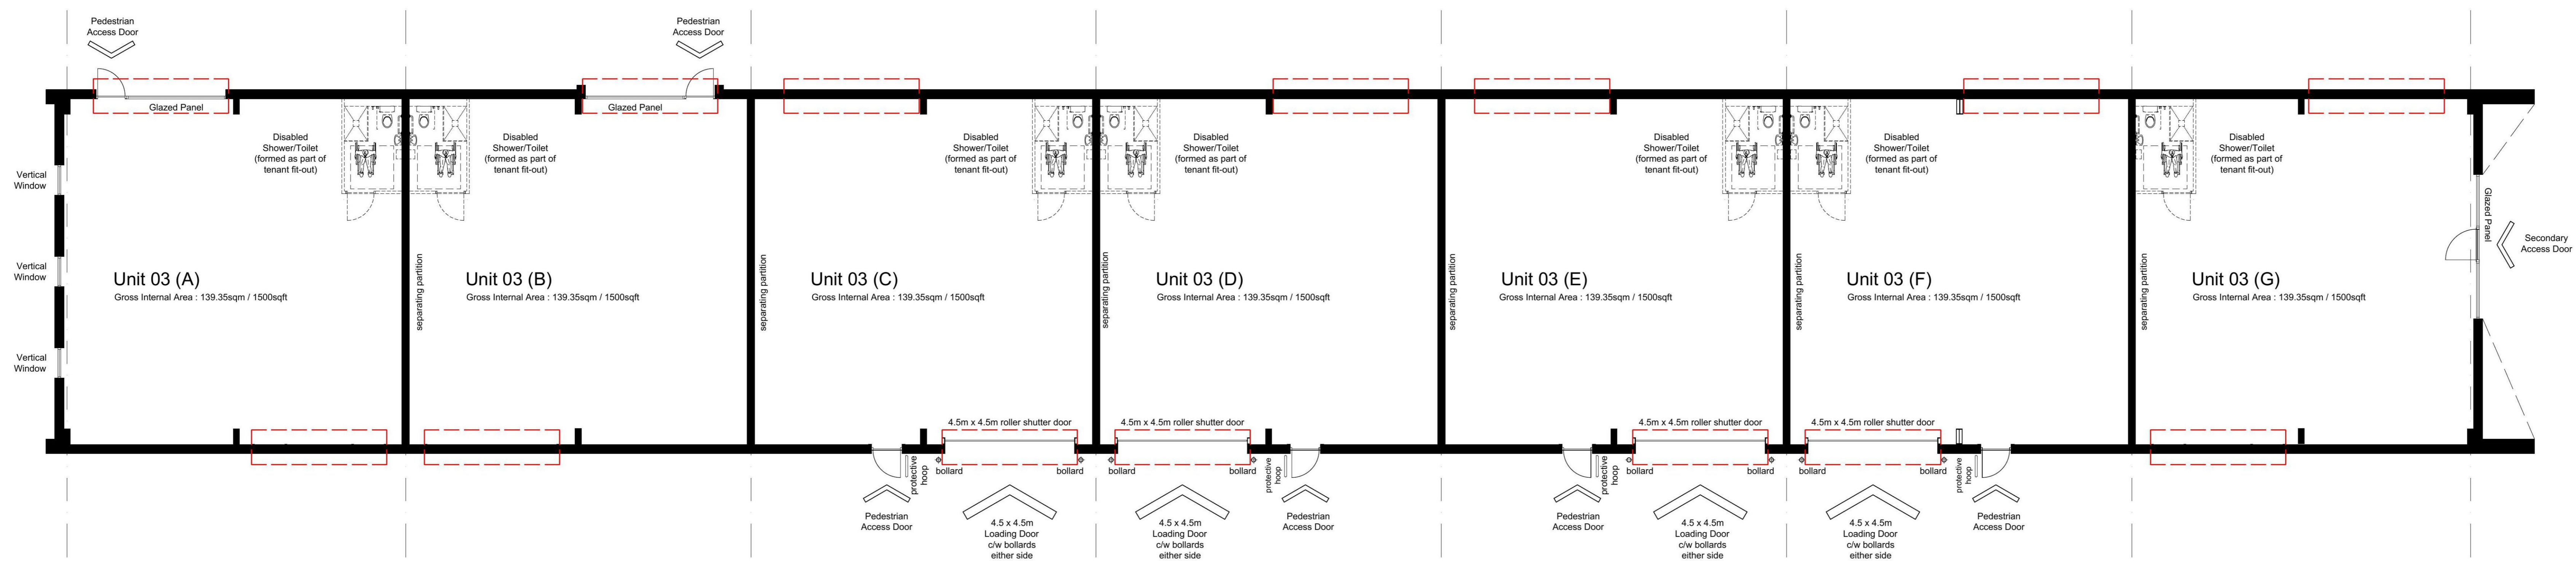 Pedestrian
Access Door
Pedestrian
Access Door
Glazed Panel
Glazed Panel
Disabled
Shower/Toilet
(formed as part of
tenant fit-out)
Disabled
Shower/Toilet
(formed as part of
tenant fit-out)
Disabled
Shower/Toilet
(formed as part of
tenant fit-out)
Disabled
Shower/Toilet
(formed as part of
tenant fit-out)
Disabled
Shower/Toilet
(formed as part of
tenant fit-out)
Disabled
Shower/Toilet
(formed as part of
tenant fit-out)
Disabled
Shower/Toilet
(formed as part of
tenant fit-out)
Vertical
Window
Vertical
Window
Vertical
Window
Glazed Panel
Secondary
Access Door
Unit 03 (A)
Gross Internal Area : 139.35sqm / 1500sqft
separating partition
Unit 03 (B)
Gross Internal Area : 139.35sqm / 1500sqft
separating partition
Unit 03 (C)
Gross Internal Area : 139.35sqm / 1500sqft
separating partition
Unit 03 (D)
Gross Internal Area : 139.35sqm / 1500sqft
separating partition
Unit 03 (E)
Gross Internal Area : 139.35sqm / 1500sqft
separating partition
Unit 03 (F)
Gross Internal Area : 139.35sqm / 1500sqft
separating partition
Unit 03 (G)
Gross Internal Area : 139.35sqm / 1500sqft
4.5m x 4.5m roller shutter door
4.5m x 4.5m roller shutter door
4.5m x 4.5m roller shutter door
4.5m x 4.5m roller shutter door
protective
hoop
bollard
bollard
bollard
bollard
protective
hoop
protective
hoop
bollard
bollard
bollard
bollard
protective
hoop
Pedestrian
Access Door
4.5 x 4.5m
Loading Door
c/w bollards
either side
4.5 x 4.5m
Loading Door
c/w bollards
either side
Pedestrian
Access Door
Pedestrian
Access Door
4.5 x 4.5m
Loading Door
c/w bollards
either side
4.5 x 4.5m
Loading Door
c/w bollards
either side
Pedestrian
Access Door